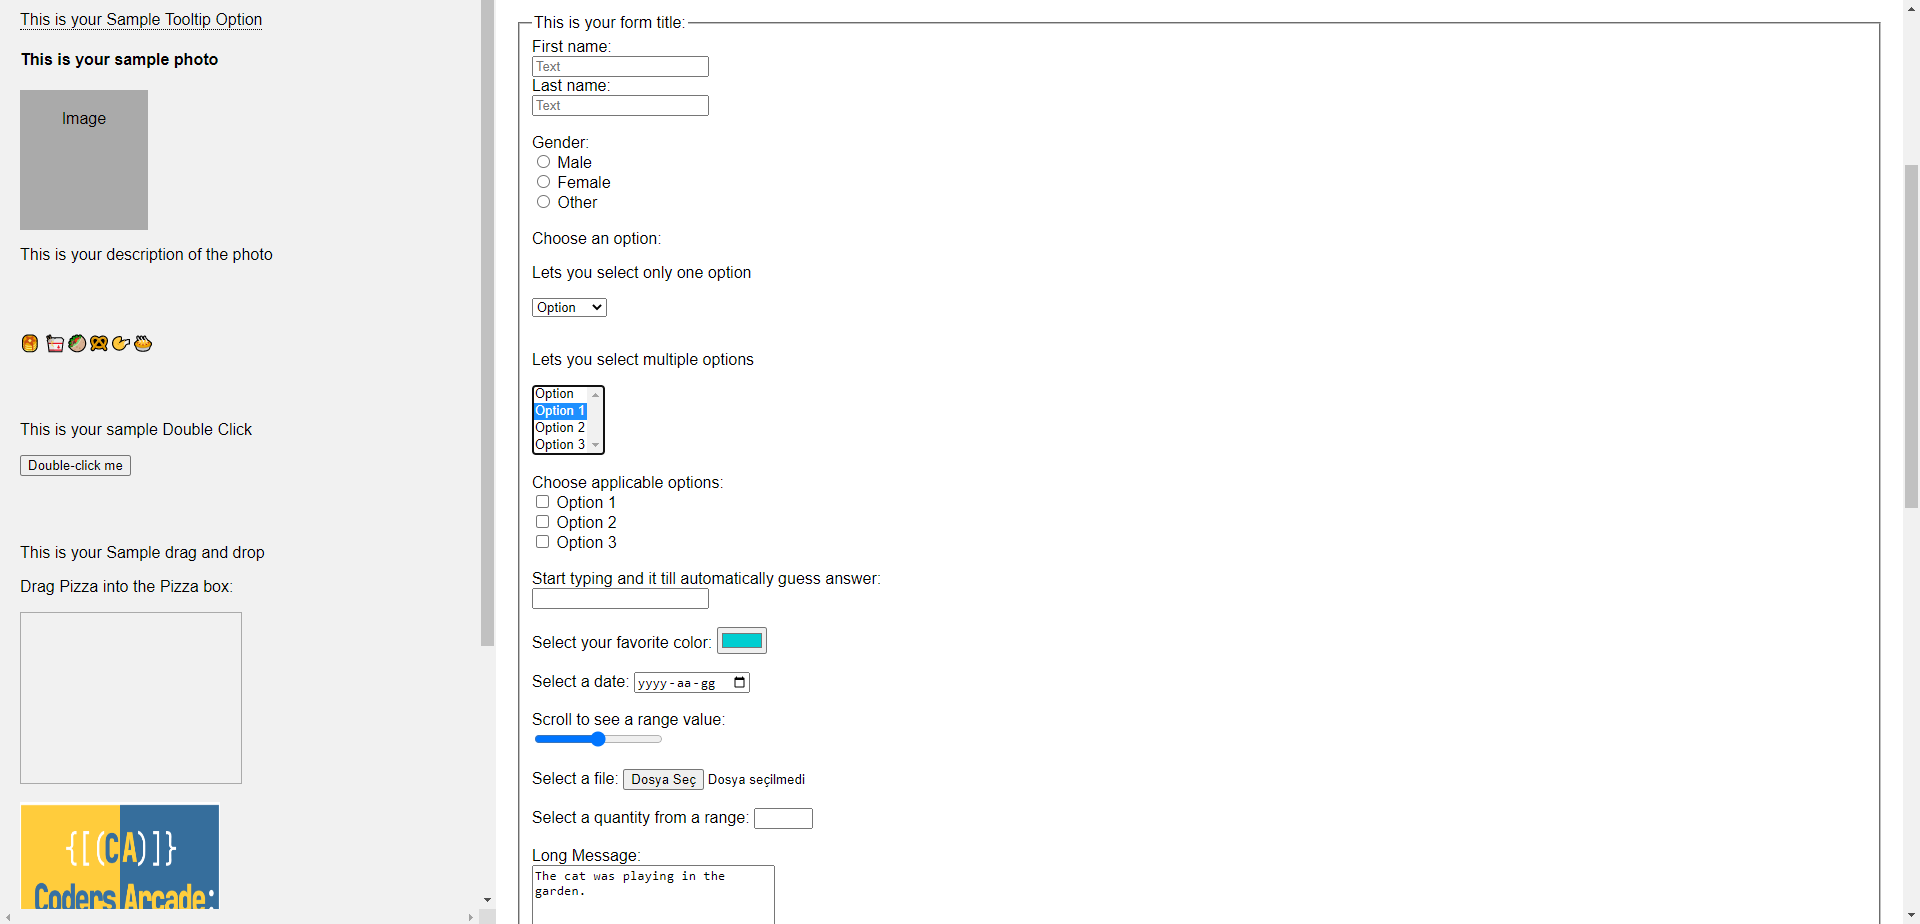 This is your Sample Tooltip Option
This is your sample photo
Image
This is your description of the photo
This is your sample Double Click
Double-click me
This is your Sample drag and drop
Drag Pizza into the Pizza box:
{[(CA)]}
Coders Arcade:
This is your form title:
First name:
Text
Last name:
Text
Gender:
Male
Female
Other
Choose an option:
Lets you select only one option
Option
Lets you select multiple options
Option
Option 1
Option 2
Option 3
Choose applicable options:
Option 1
Option 2
Option 3
Start typing and it till automatically guess answer:
Select your favorite color:
Select a date: yyyy-aa-gg
Scroll to see a range value:
Select a file: Dosya Seç Dosya seçilmedi
Select a quantity from a range:
Long Message:
The cat was playing in the
garden.